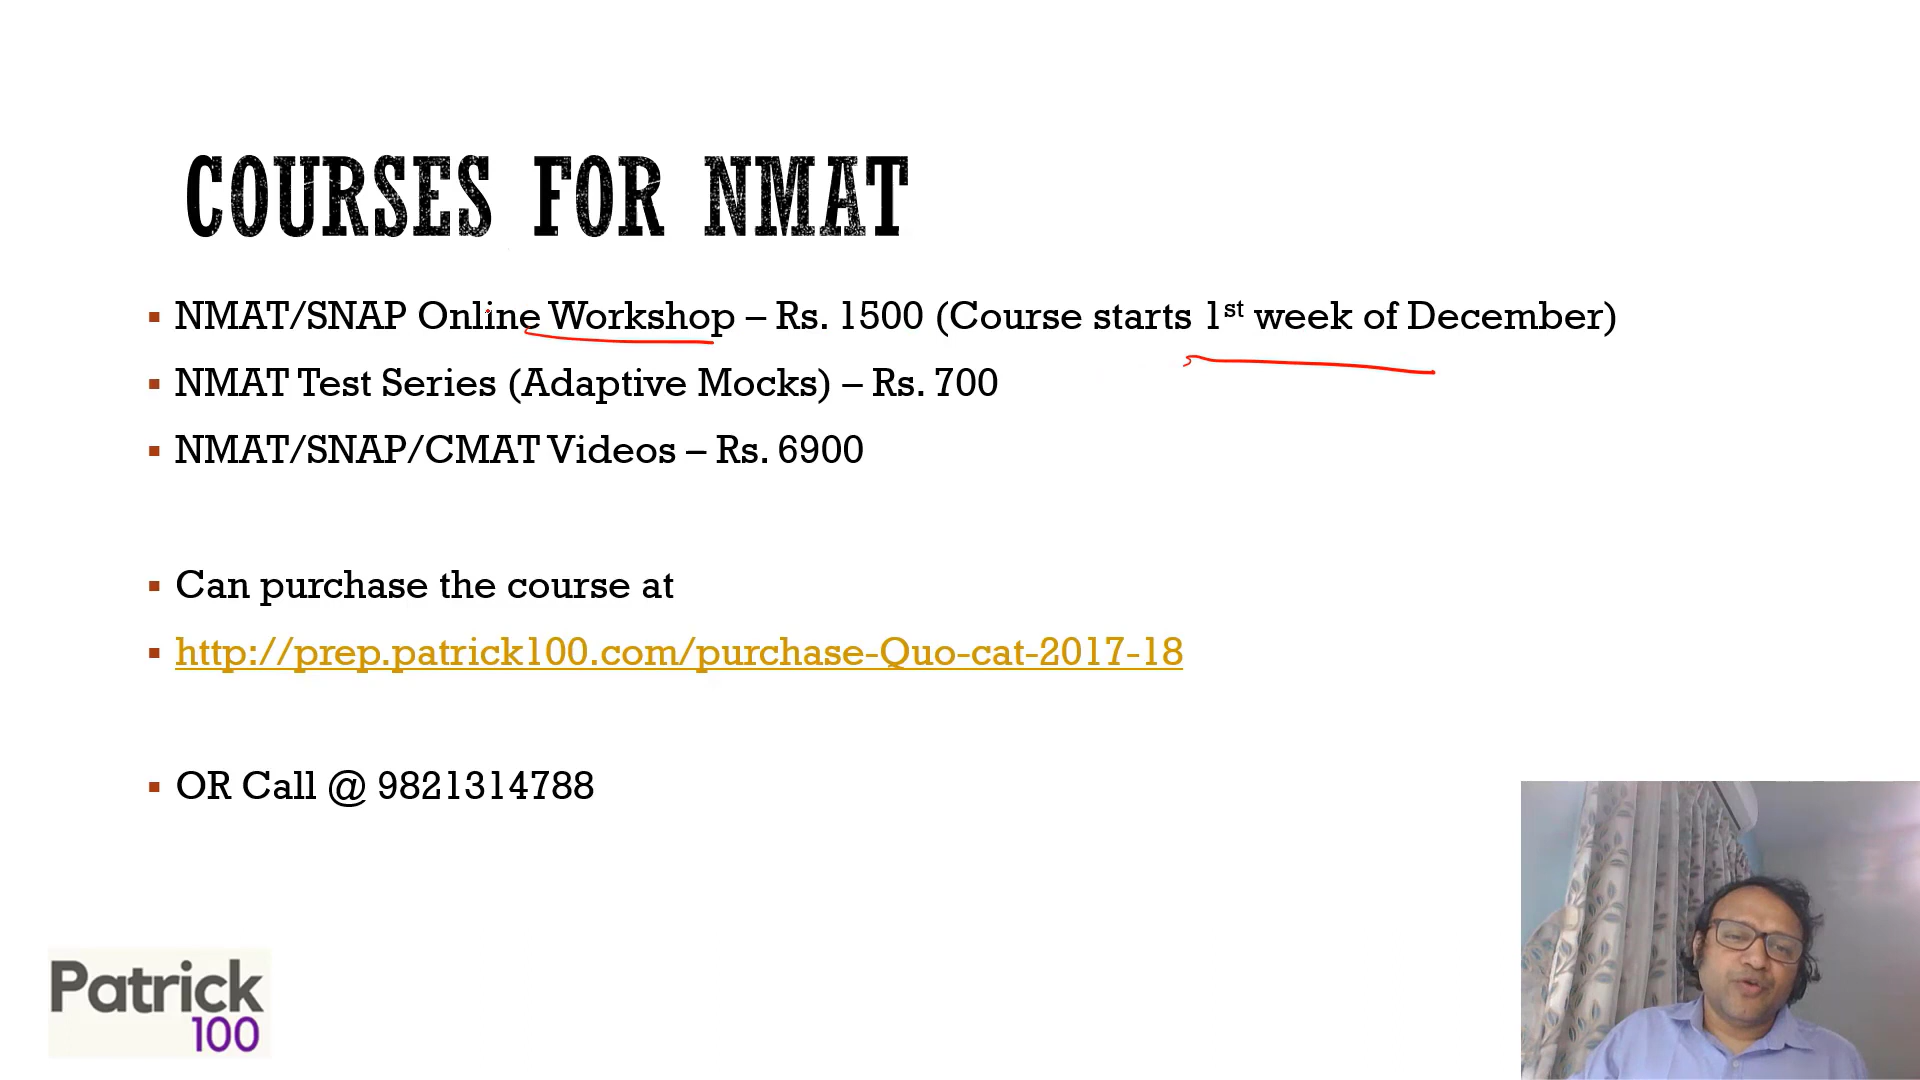 COURSES FOR NMAT
NMAT/SNAP Online Workshop – Rs. 1500 (Course starts 1st week of December)
NMAT Test Series (Adaptive Mocks) – Rs. 700
NMAT/SNAP/CMAT Videos – Rs. 6900
Can purchase the course at
http://prep.patrick100.com/purchase-Quo-cat-2017-18
OR Call @ 9821314788
Patrick
100